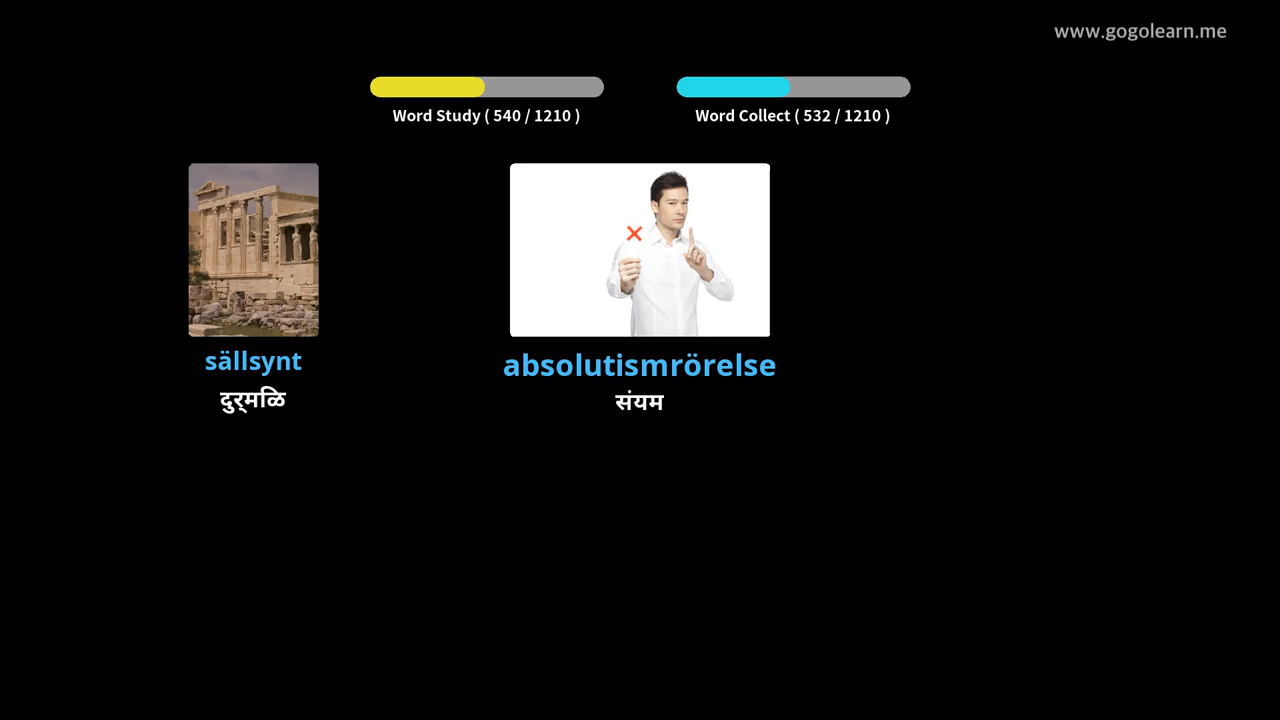 www.gogolearn.me
Word Study ( 540 / 1210 )
Word Collect ( 532 / 1210 )
sällsynt
दुर्मळि
absolutismrörelse
संयम